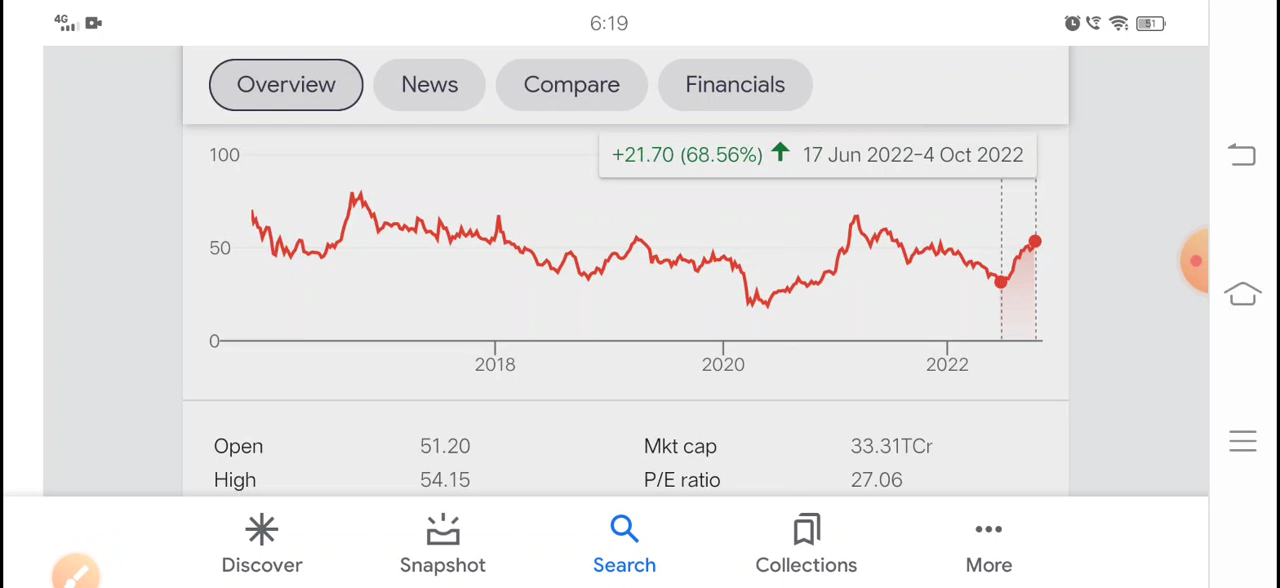 4G 6:19 51
Overview News Compare Financials
100 +21.70 (68.56%) 17 Jun 2022-4 Oct 2022
50
0
2018 2020 2022
Open 51.20 Mkt cap 33.31TCr
High 54.15 P/E ratio 27.06
Discover Snapshot Search Collections More